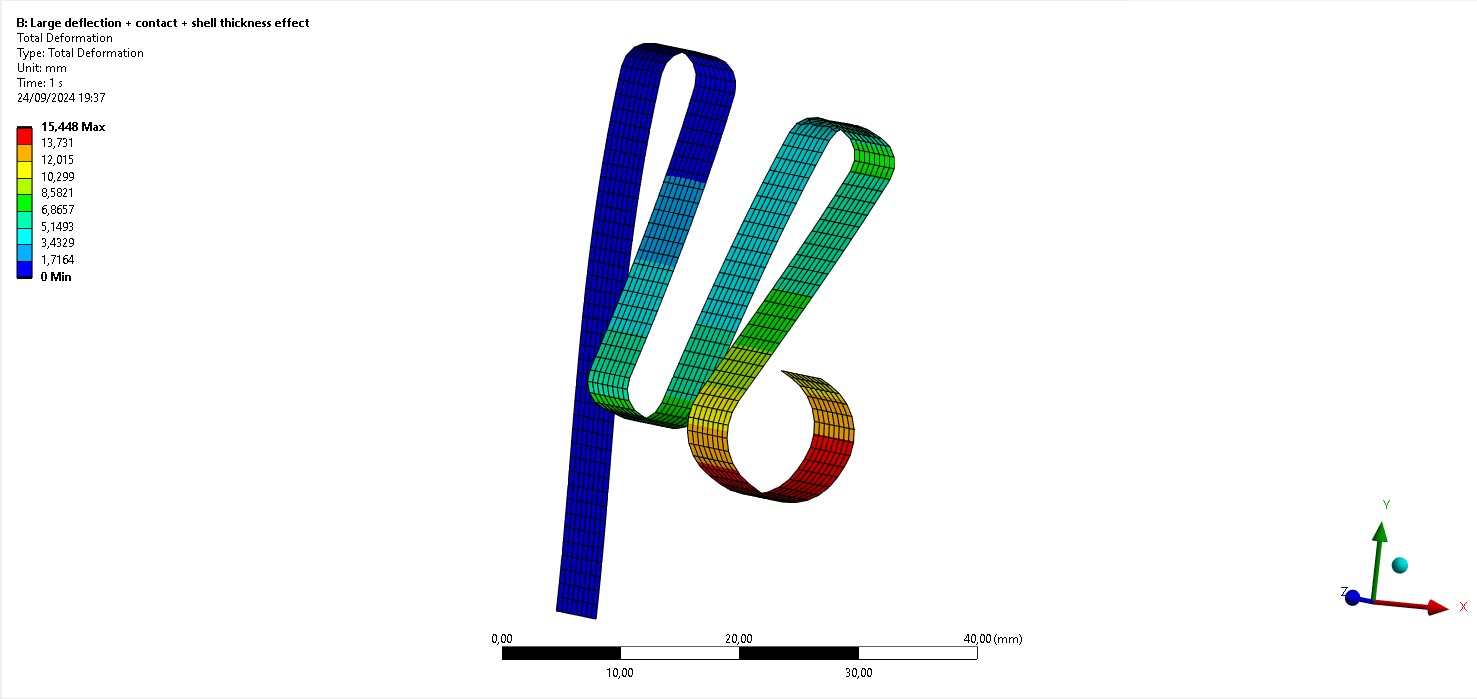 B: Large deflection + contact + shell thickness effect
Total Deformation
Type: Total Deformation
Unit: mm
Time: 1 s
24/09/2024 19:37
15,448 Max
13,731
12,015
10,299
8,5821
6,8657
5,1493
3,4329
1,7164
0 Min
Y
Z
X
0,00 20,00 40,00 (mm)
10,00 30,00